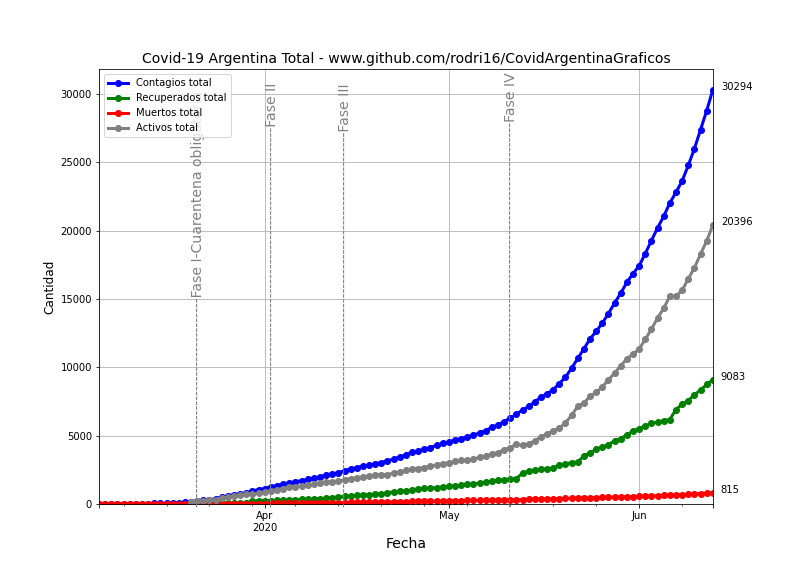 Covid-19 Argentina Total - www.github.com/rodri16/CovidArgentinaGraficos
Contagios total
Recuperados total
Muertos total
Activos total
Fase I-Cuarentena oblig
Fase II
Fase III
Fase IV
30294
20396
9083
815
Cantidad
30000
25000
20000
15000
10000
5000
0
Apr
2020
May
Jun
Fecha